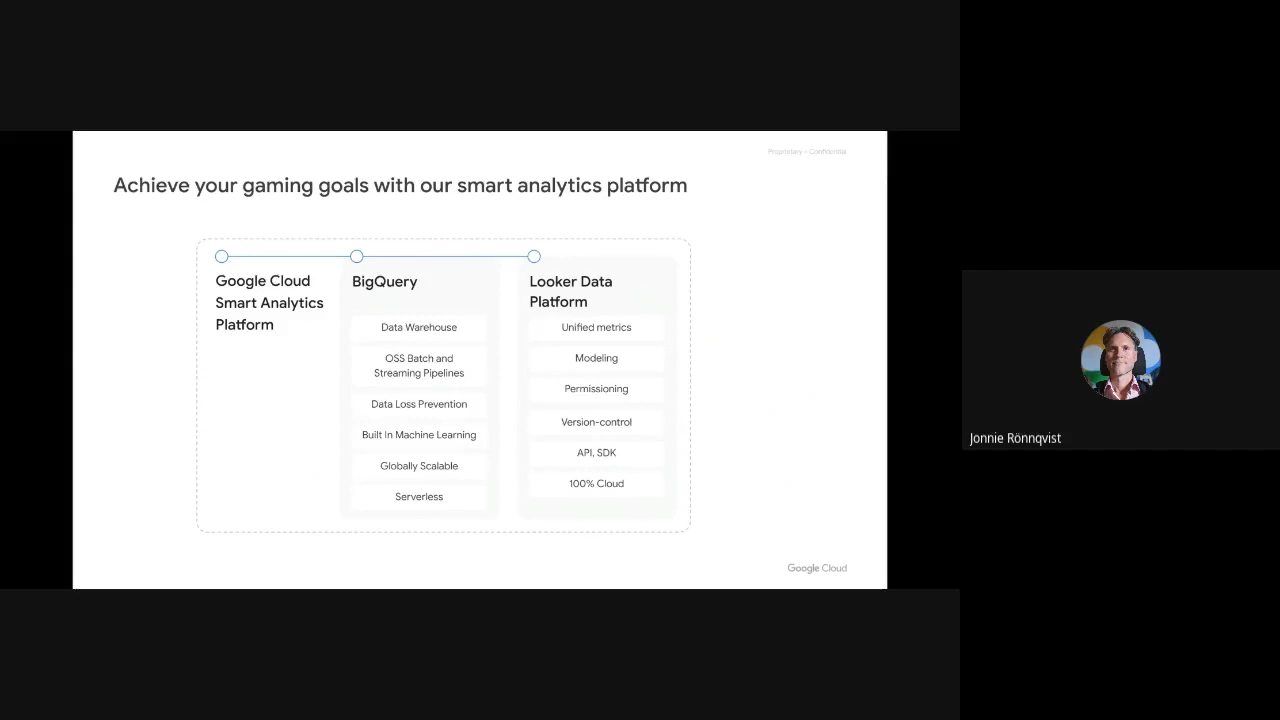 Proprietary + Confidential
Achieve your gaming goals with our smart analytics platform
Google Cloud
Smart Analytics
Platform
BigQuery
Data Warehouse
OSS Batch and
Streaming Pipelines
Data Loss Prevention
Built In Machine Learning
Globally Scalable
Serverless
Looker Data
Platform
Unified metrics
Modeling
Permissioning
Version-control
API, SDK
100% Cloud
Google Cloud
Jonnie Rönnqvist